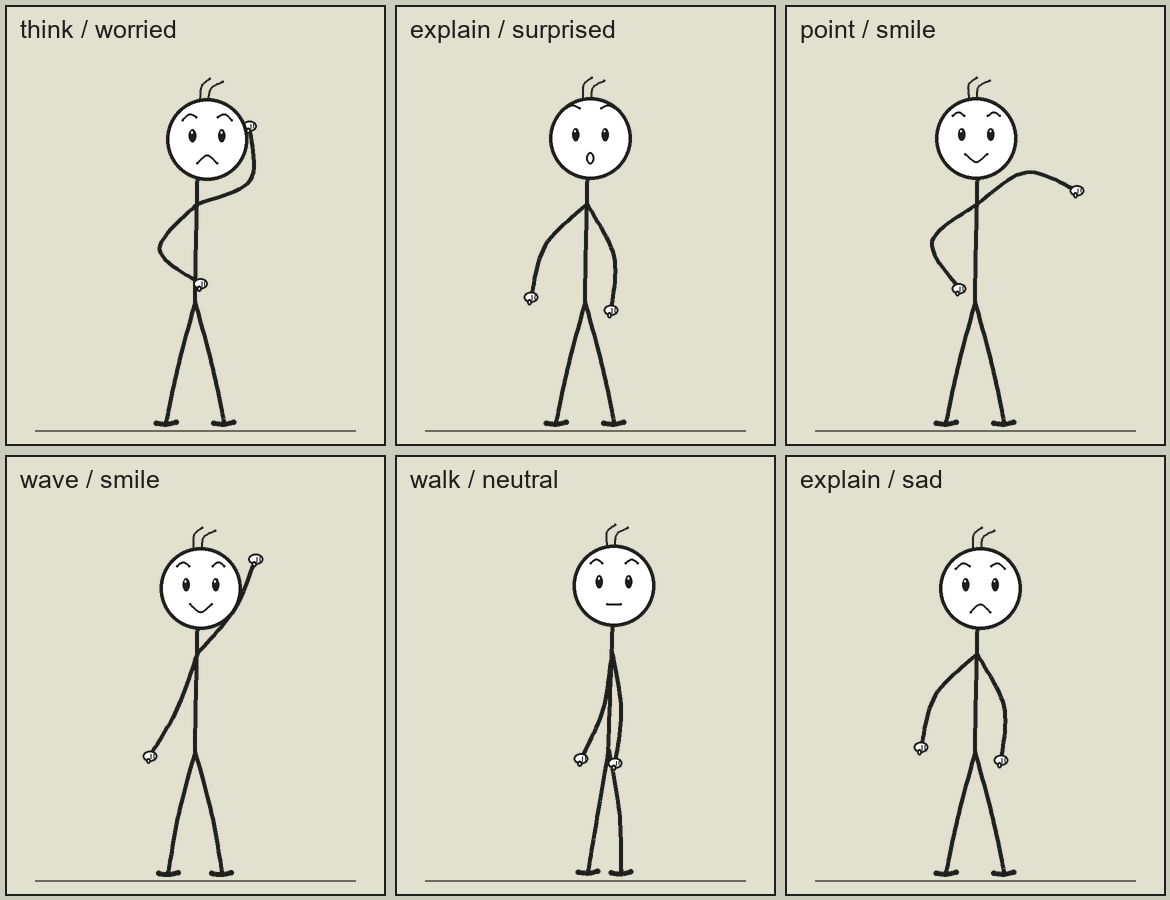 think / worried
explain / surprised
point / smile
wave / smile
walk / neutral
explain / sad